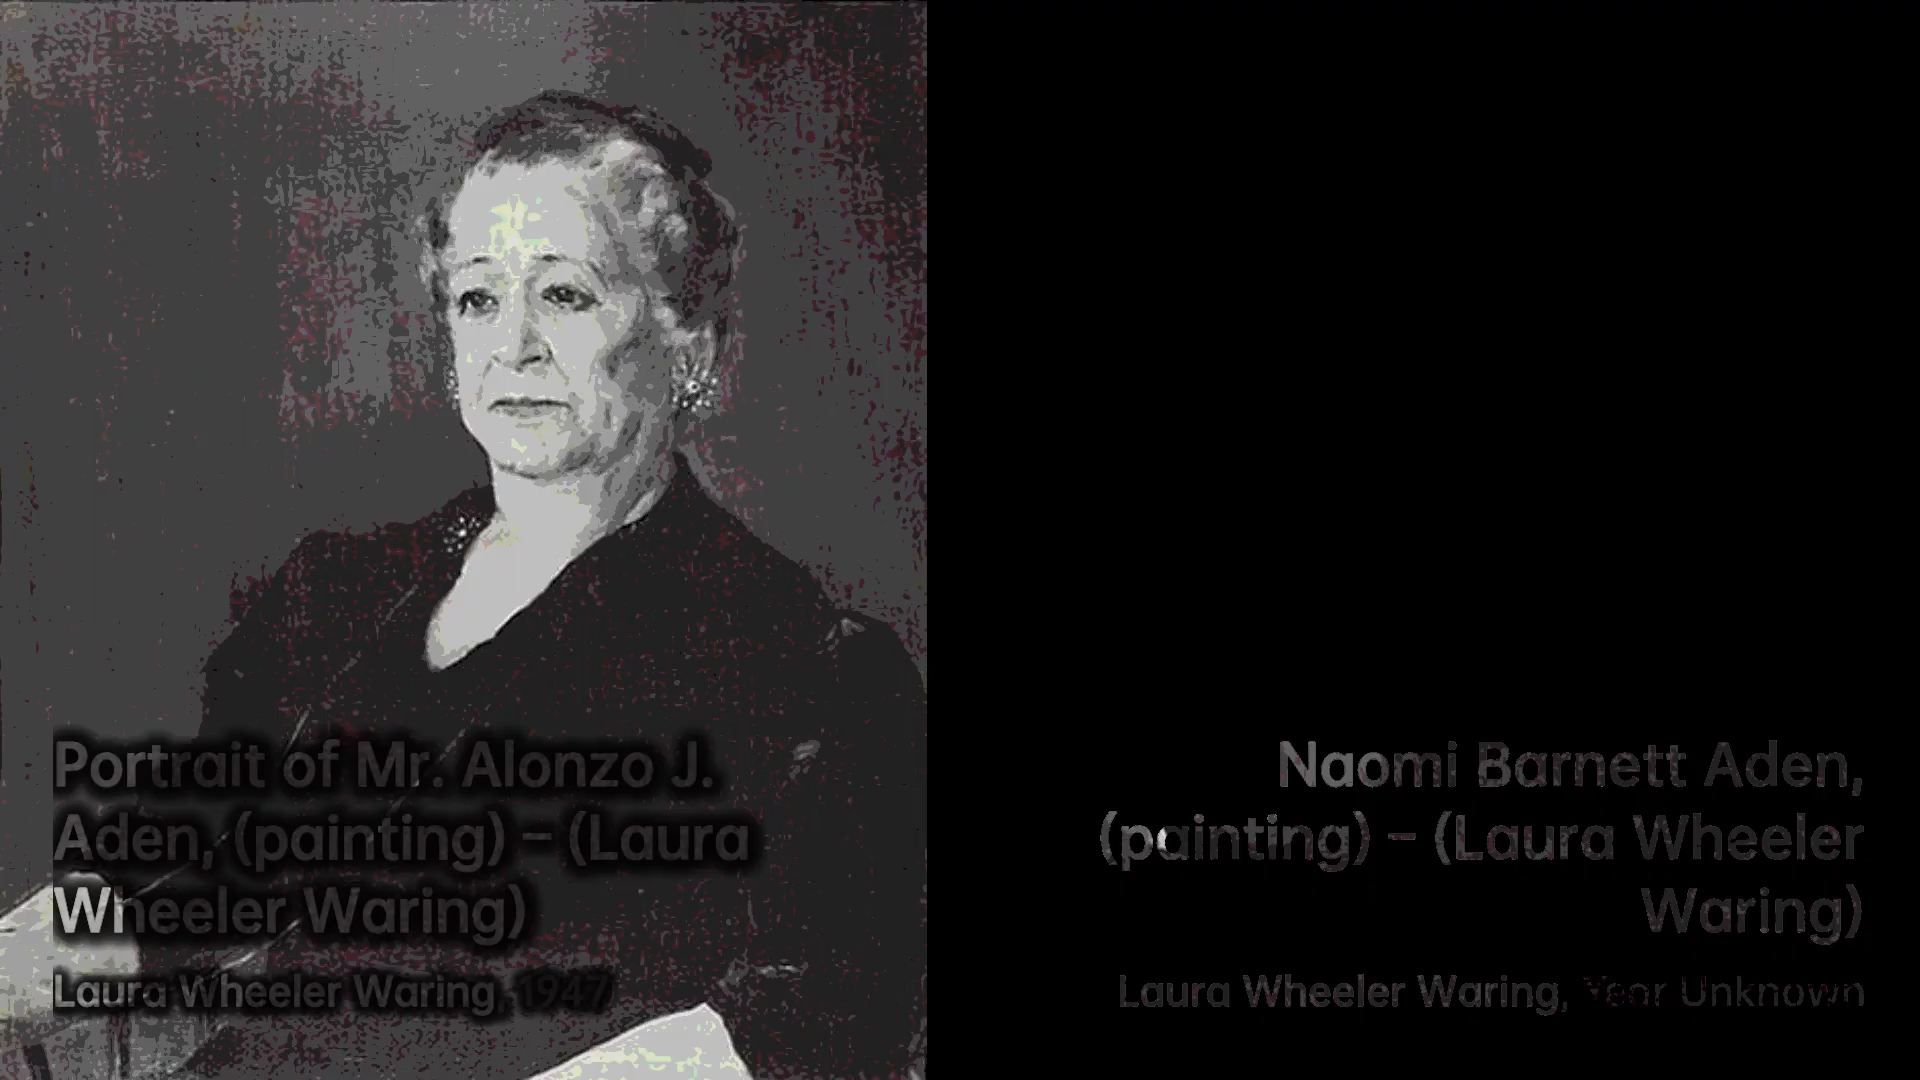 Portrait of Mr. Alonzo J.
Aden, (painting) – (Laura
Wheeler Waring)
Laura Wheeler Waring, 1947
Naomi Barnett Aden,
(painting) – (Laura Wheeler
Waring)
Laura Wheeler Waring, Year Unknown